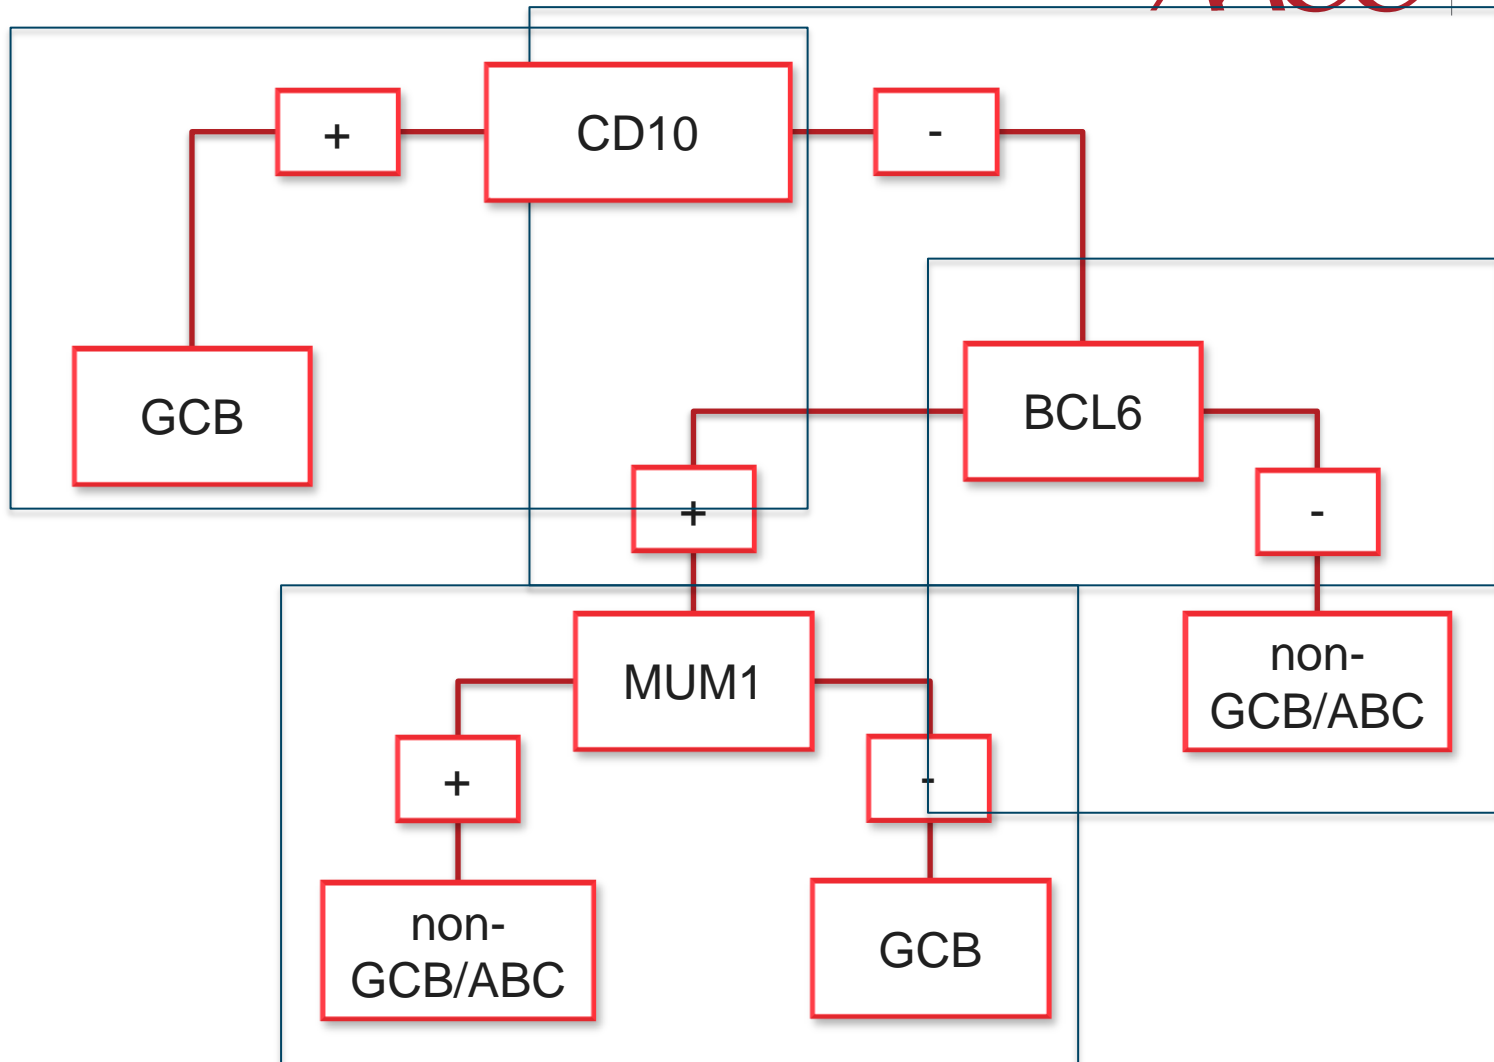 +
CD10
-
GCB
BCL6
+
-
MUM1
non-
GCB/ABC
+
-
non-
GCB/ABC
GCB